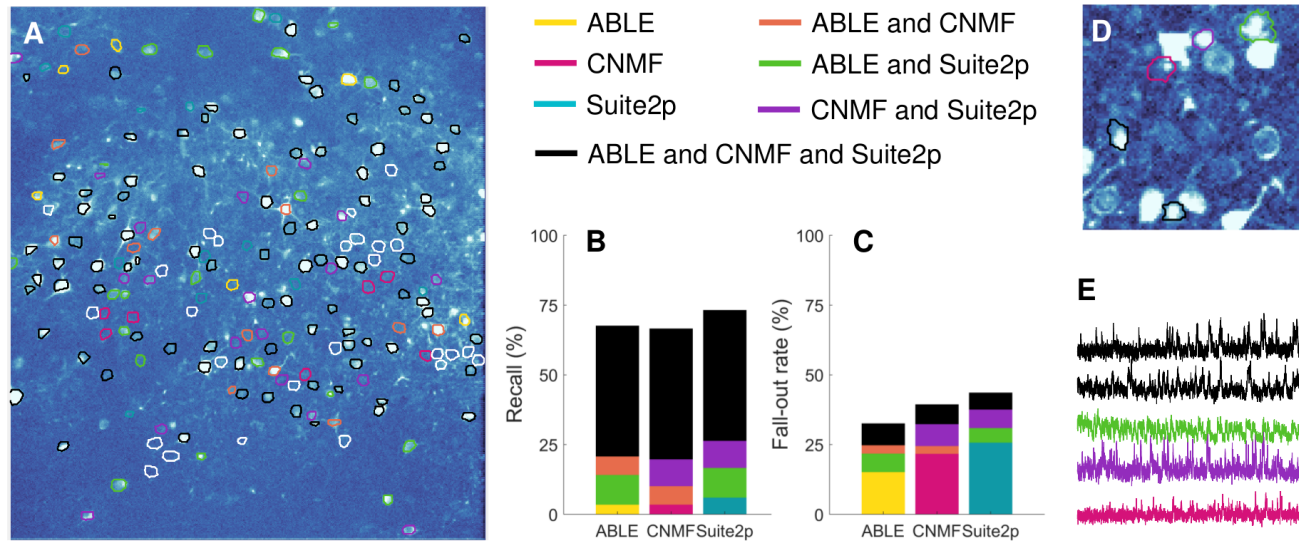 A
ABLE
ABLE and CNMF
CNMF
ABLE and Suite2p
Suite2p
CNMF and Suite2p
ABLE and CNMF and Suite2p
D
B
100
75
50
25
0
Recall (%)
ABLE CNMF Suite2p
C
100
75
50
25
0
Fall-out rate (%)
ABLE CNMF Suite2p
E